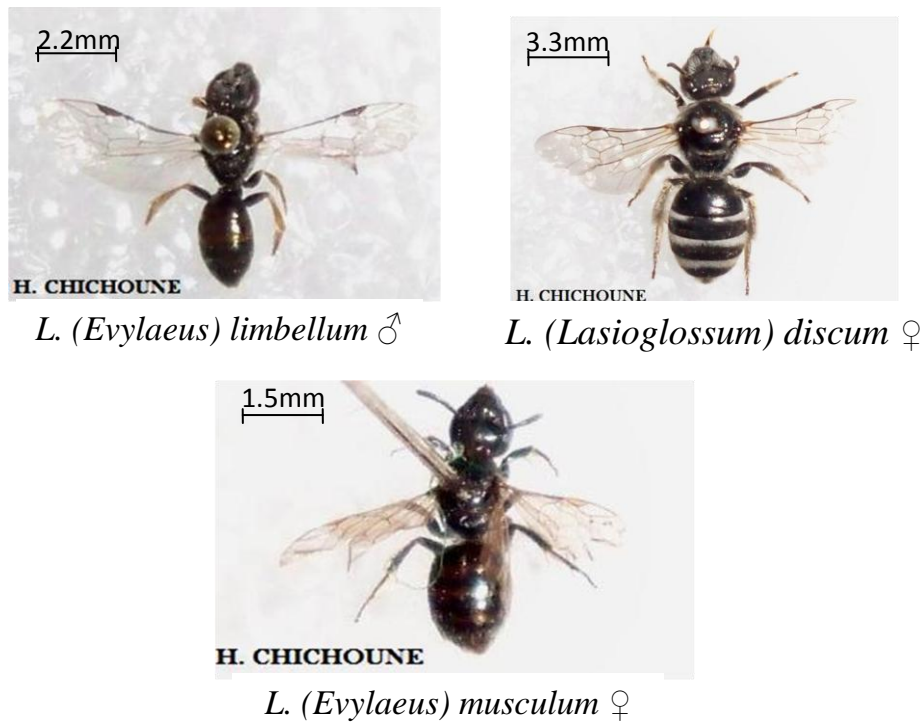 2.2mm
H. CHICHOUNE
L. (Evylaeus) limbellum ♂
3.3mm
H. CHICHOUNE
L. (Lasioglossum) discum ♀
1.5mm
H. CHICHOUNE
L. (Evylaeus) musculum ♀